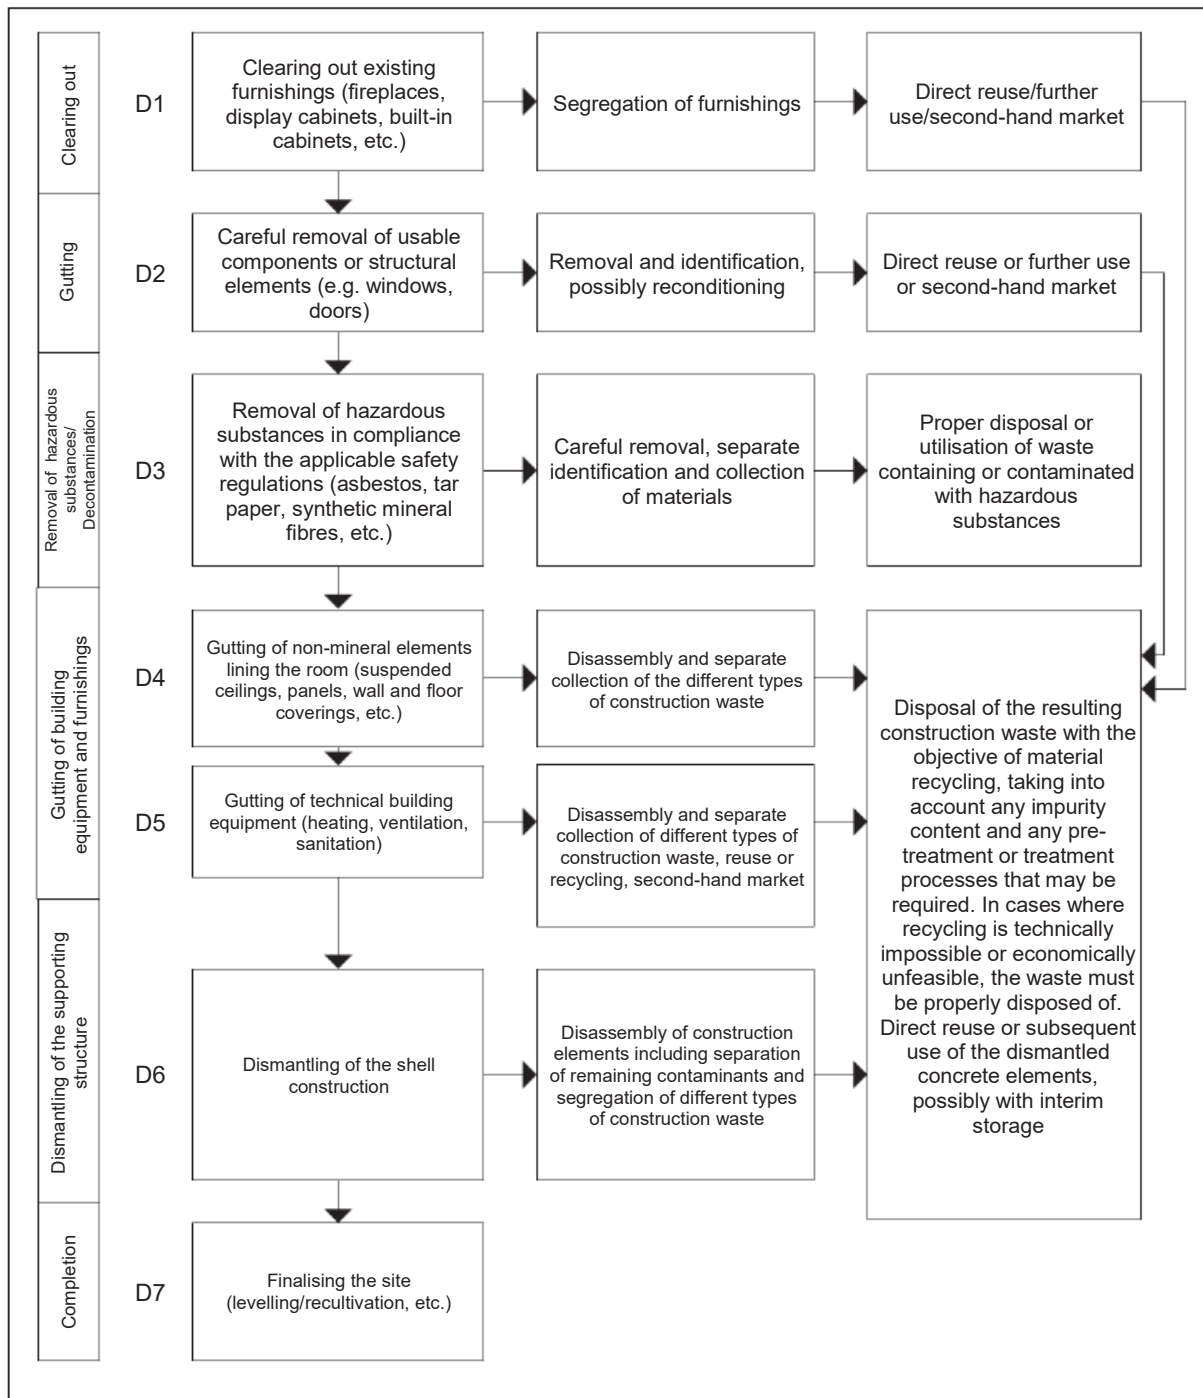 Clearing out
D1
Clearing out existing
furnishings (fireplaces,
display cabinets, built-in
cabinets, etc.)
Segregation of furnishings
Direct reuse/further
use/second-hand market
Gutting
D2
Careful removal of usable
components or structural
elements (e.g. windows,
doors)
Removal and identification,
possibly reconditioning
Direct reuse or further use
or second-hand market
Removal of hazardous
substances/
Decontamination
D3
Removal of hazardous
substances in compliance
with the applicable safety
regulations (asbestos, tar
paper, synthetic mineral
fibres, etc.)
Careful removal, separate
identification and collection
of materials
Proper disposal or
utilisation of waste
containing or contaminated
with hazardous
substances
Gutting of building
equipment and furnishings
D4
Gutting of non-mineral elements
lining the room (suspended
ceilings, panels, wall and floor
coverings, etc.)
Disassembly and separate
collection of the different types
of construction waste
D5
Gutting of technical building
equipment (heating, ventilation,
sanitation)
Disassembly and separate
collection of different types of
construction waste, reuse or
recycling, second-hand market
Disposal of the resulting
construction waste with the
objective of material
recycling, taking into
account any impurity
content and any pre-
treatment or treatment
processes that may be
required. In cases where
recycling is technically
impossible or economically
unfeasible, the waste must
be properly disposed of.
Direct reuse or subsequent
use of the dismantled
concrete elements,
possibly with interim
storage
Dismantling of the supporting
structure
D6
Dismantling of the shell
construction
Disassembly of construction
elements including separation
of remaining contaminants and
segregation of different types
of construction waste
Completion
D7
Finalising the site
(levelling/recultivation, etc.)